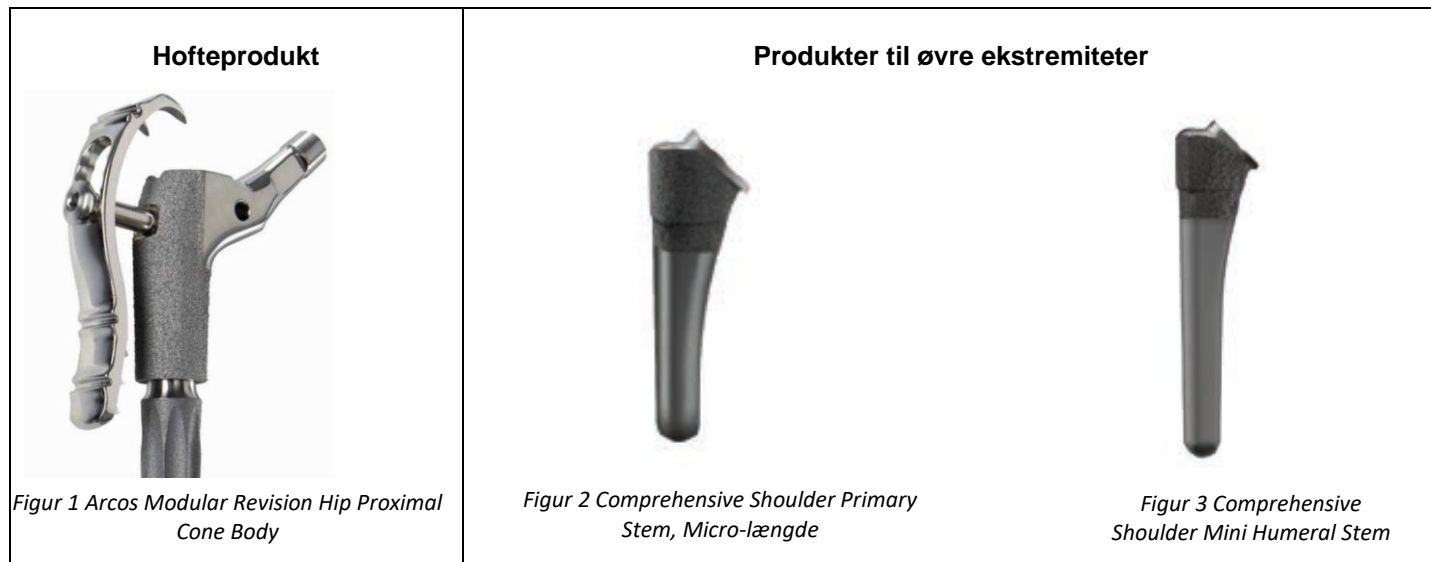 Hofteprodukt
Produkter til øvre ekstremiteter
Figur 1 Arcos Modular Revision Hip Proximal
Cone Body
Figur 2 Comprehensive Shoulder Primary
Stem, Micro-længde
Figur 3 Comprehensive
Shoulder Mini Humeral Stem